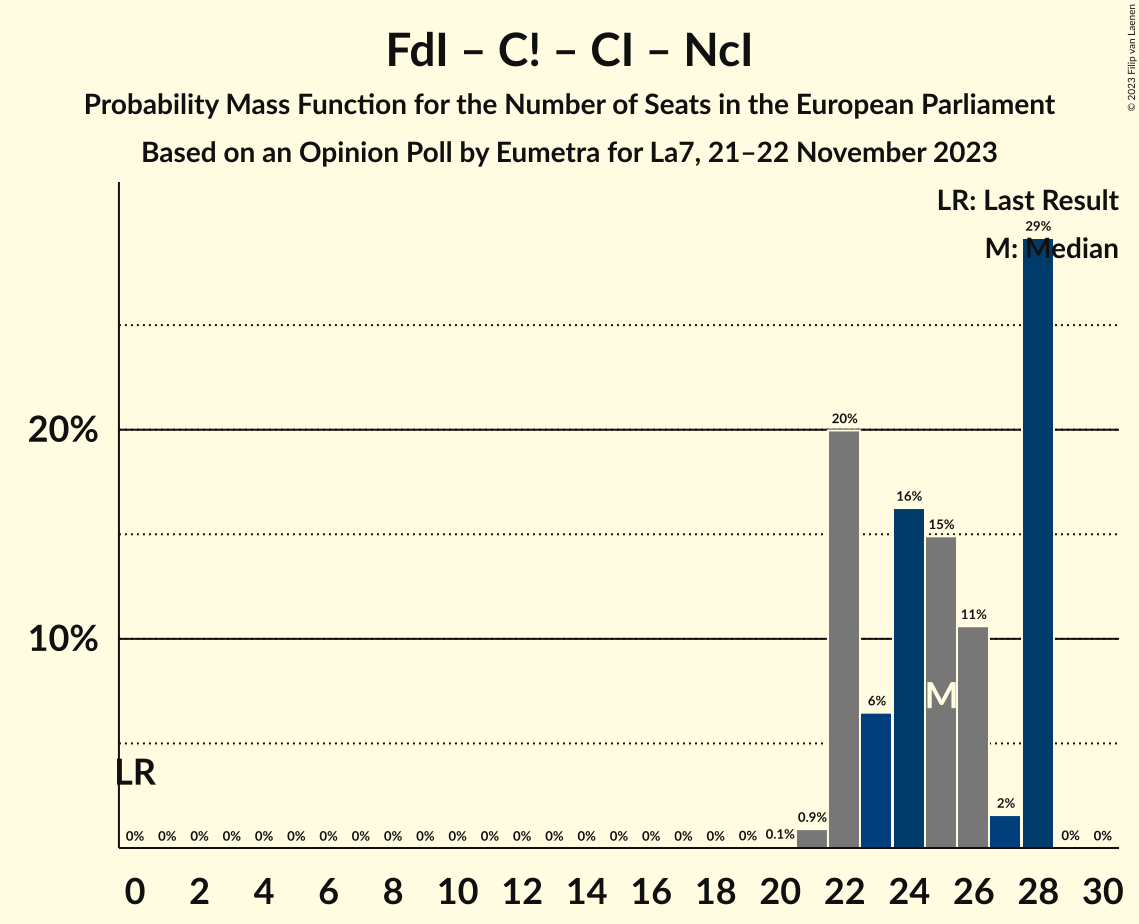 FdI – C! – CI – NcI
Probability Mass Function for the Number of Seats in the European Parliament
Based on an Opinion Poll by Eumetra for La7, 21–22 November 2023
© 2023 Filip van Laenen
LR: Last Result
M: Median
29%
20%
20%
16%
15%
11%
10%
M
6%
LR
2%
0.9%
0% 0% 0% 0% 0% 0% 0% 0% 0% 0% 0% 0% 0% 0% 0% 0% 0% 0% 0% 0% 0.1% 0% 0%
0 2 4 6 8 10 12 14 16 18 20 22 24 26 28 30